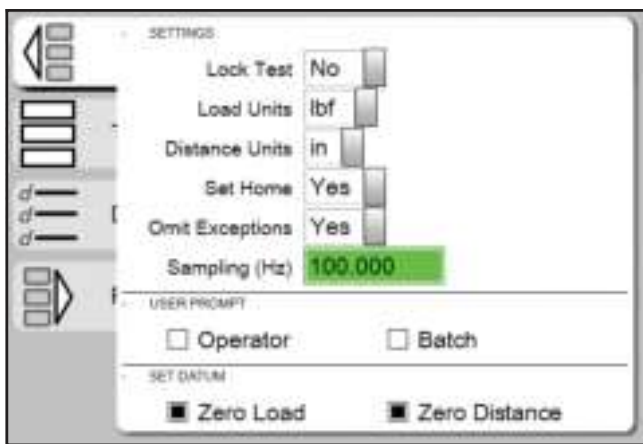 SETTINGS
Lock Test No
Load Units lbf
Distance Units in
Set Home Yes
Omit Exceptions Yes
Sampling (Hz) 100.000
USER PROMPT
Operator Batch
SET DATUM
Zero Load Zero Distance
d
d
d